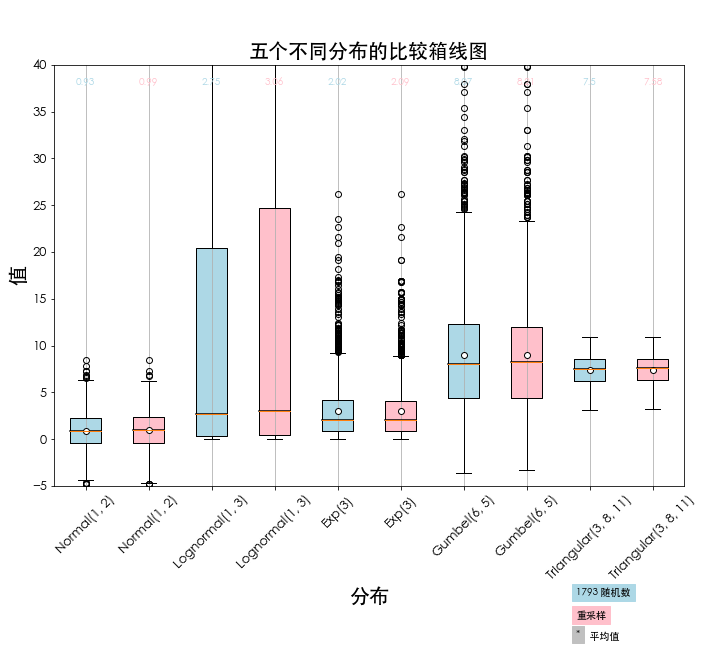 五个不同分布的比较箱线图
0.93 0.99 2.02 2.09 7.5 7.58
40
35
30
25
20
15
10
5
0
−5
值
Normal(1, 2) Normal(1, 2) Lognormal(1, 3) Lognormal(1, 3) Exp(3) Exp(3) Gumbel(6, 5) Gumbel(6, 5) Triangular(3, 8, 11) Triangular(3, 8, 11)
分布
1793 随机数
重采样
* 平均值